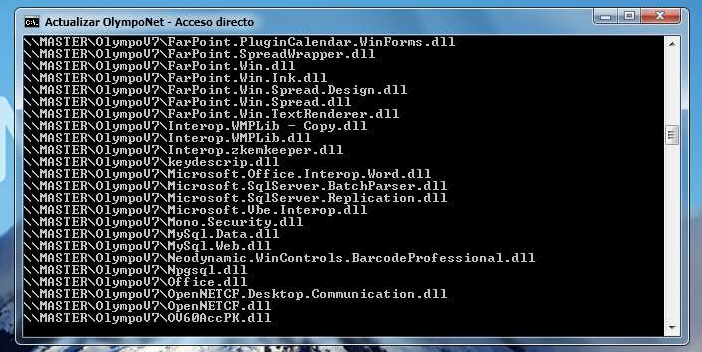 Actualizar OlympoNet - Acceso directo
\\MASTER\OlympoV7\FarPoint.PluginCalendar.WinForms.dll
\\MASTER\OlympoV7\FarPoint.SpreadWrapper.dll
\\MASTER\OlympoV7\FarPoint.Win.dll
\\MASTER\OlympoV7\FarPoint.Win.Ink.dll
\\MASTER\OlympoV7\FarPoint.Win.Spread.Design.dll
\\MASTER\OlympoV7\FarPoint.Win.Spread.dll
\\MASTER\OlympoV7\FarPoint.Win.TextRenderer.dll
\\MASTER\OlympoV7\Interop.WMPLib - Copy.dll
\\MASTER\OlympoV7\Interop.WMPLib.dll
\\MASTER\OlympoV7\Interop.zkemkeeper.dll
\\MASTER\OlympoV7\keydescrip.dll
\\MASTER\OlympoV7\Microsoft.Office.Interop.Word.dll
\\MASTER\OlympoV7\Microsoft.SqlServer.BatchParser.dll
\\MASTER\OlympoV7\Microsoft.SqlServer.Replication.dll
\\MASTER\OlympoV7\Microsoft.Vbe.Interop.dll
\\MASTER\OlympoV7\Mono.Security.dll
\\MASTER\OlympoV7\MySql.Data.dll
\\MASTER\OlympoV7\MySql.Web.dll
\\MASTER\OlympoV7\Neodynamic.WinControls.BarcodeProfessional.dll
\\MASTER\OlympoV7\Npgsql.dll
\\MASTER\OlympoV7\Office.dll
\\MASTER\OlympoV7\OpenNETCF.Desktop.Communication.dll
\\MASTER\OlympoV7\OpenNETCF.dll
\\MASTER\OlympoV7\OV60AccPK.dll